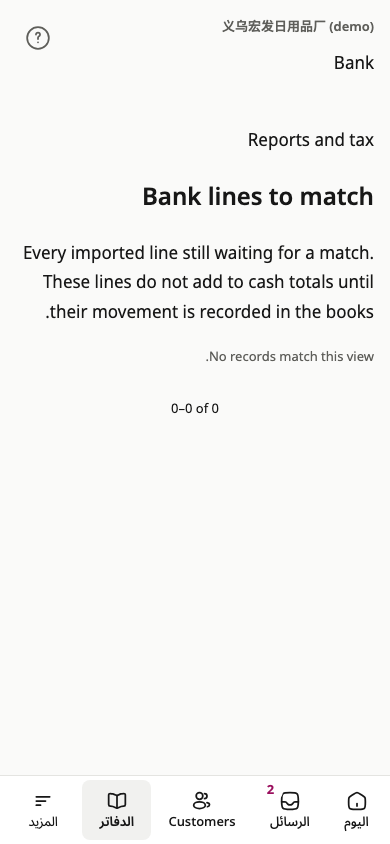 义乌宏发日用品厂 (demo)
Bank
Reports and tax
Bank lines to match
Every imported line still waiting for a match.
These lines do not add to cash totals until
their movement is recorded in the books.
No records match this view.
0–0 of 0
اليوم
2
الرسائل
Customers
الدفاتر
المزيد